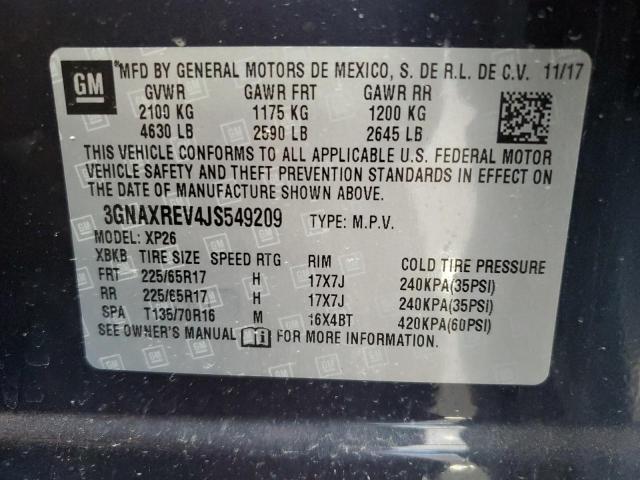 GM *MFD BY GENERAL MOTORS DE MEXICO, S. DE R.L. DE C.V. 11/17
GVWR GAWR FRT GAWR RR
2100 KG 1175 KG 1200 KG
4630 LB 2590 LB 2645 LB
THIS VEHICLE CONFORMS TO ALL APPLICABLE U.S. FEDERAL MOTOR
VEHICLE SAFETY AND THEFT PREVENTION STANDARDS IN EFFECT ON
THE DATE OF MANUFACTURE SHOWN ABOVE.
3GNAXREV4JS549209 TYPE: M.P.V.
MODEL: XP26
XBKB TIRE SIZE SPEED RTG RIM COLD TIRE PRESSURE
FRT 225/65R17 H 17X7J 240KPA(35PSI)
RR 225/65R17 H 17X7J 240KPA(35PSI)
SPA T135/70R16 M 16X4BT 420KPA(60PSI)
SEE OWNER'S MANUAL i FOR MORE INFORMATION.